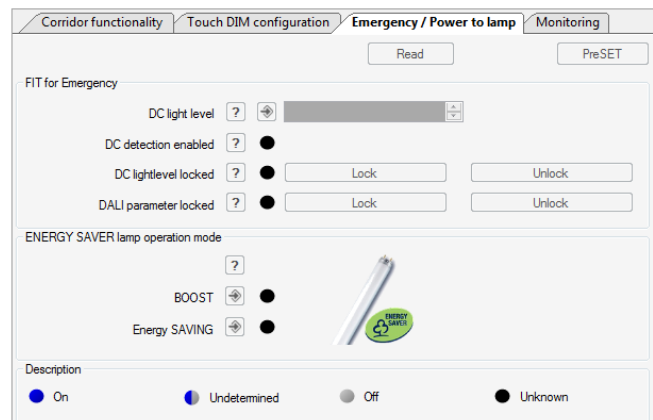 Corridor functionality Touch DIM configuration Emergency / Power to lamp Monitoring
Read PreSET
FIT for Emergency
DC light level ?
DC detection enabled ?
DC lightlevel locked ? Lock Unlock
DALI parameter locked ? Lock Unlock
ENERGY SAVER lamp operation mode
?
BOOST
Energy SAVING
ENERGY
SAVER
Description
On Undetermined Off Unknown